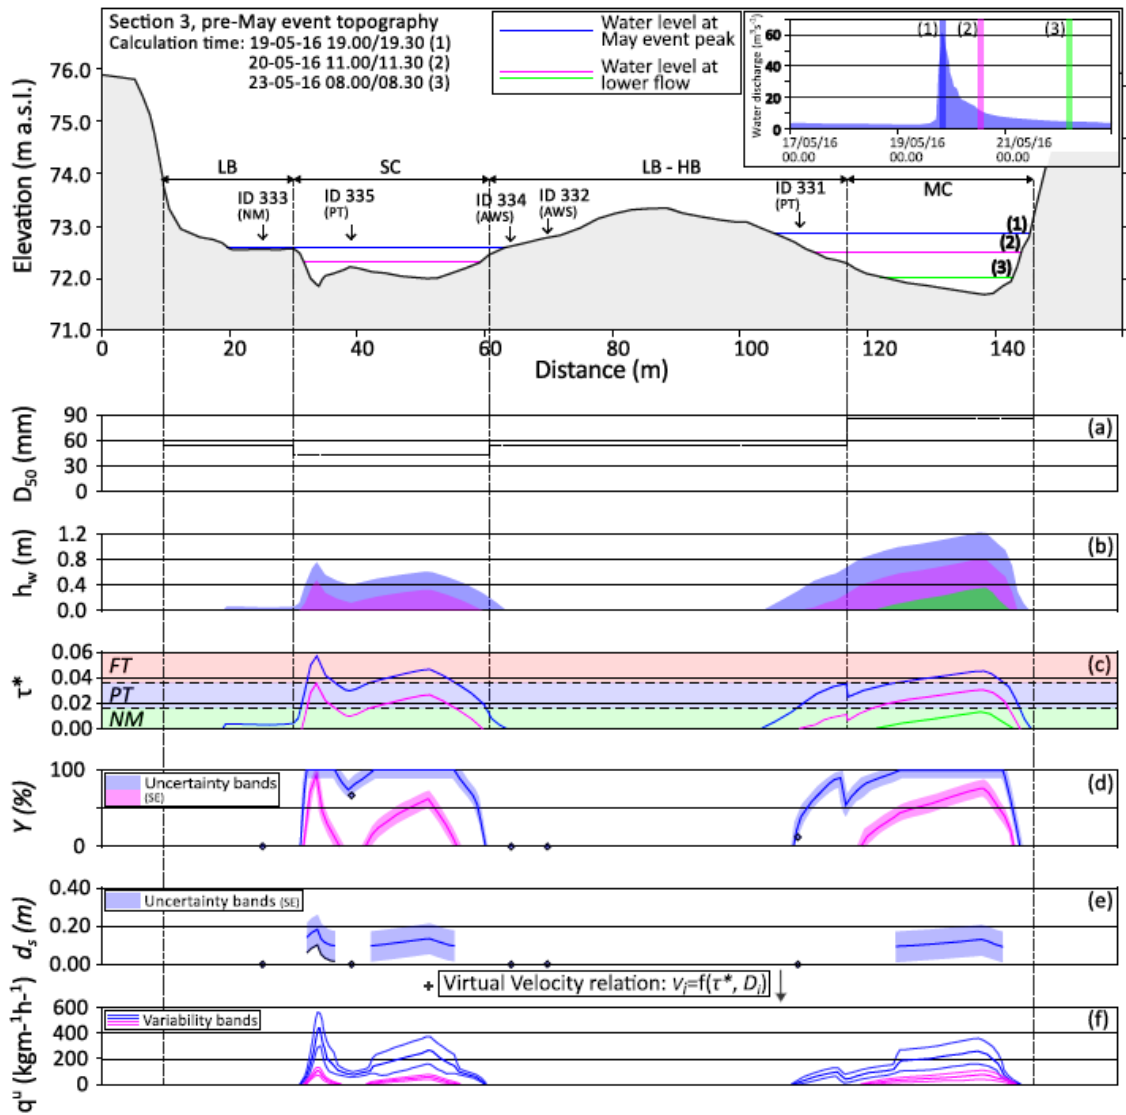 Section 3, pre-May event topography
Calculation time: 19-05-16 19.00/19.30 (1)
20-05-16 11.00/11.30 (2)
23-05-16 08.00/08.30 (3)
Water level at
May event peak
Water level at
lower flow
Water discharge (m³s⁻¹)
60
40
20
0
(1) (2) (3)
17/05/16 19/05/16 21/05/16
00.00 00.00 00.00
Elevation (m a.s.l.)
76.0
75.0
74.0
73.0
72.0
71.0
LB SC LB - HB MC
ID 333 ID 335 ID 334 ID 332 ID 331
(NM) (PT) (AWS) (AWS) (PT)
(1)
(2)
(3)
0 20 40 60 80 100 120 140
Distance (m)
D₅₀ (mm)
90
60
30
0
(a)
h_w (m)
1.2
0.8
0.4
0.0
(b)
τ*
0.06
0.04
0.02
0.00
FT
PT
NM
(c)
Y (%)
100
0
Uncertainty bands
(SE)
(d)
d_s (m)
0.40
0.20
0.00
Uncertainty bands (SE)
(e)
+ Virtual Velocity relation: v_i=f(τ*, D_i) ↓
qᵘ (kgm⁻¹h⁻¹)
600
400
200
0
Variability bands
(f)